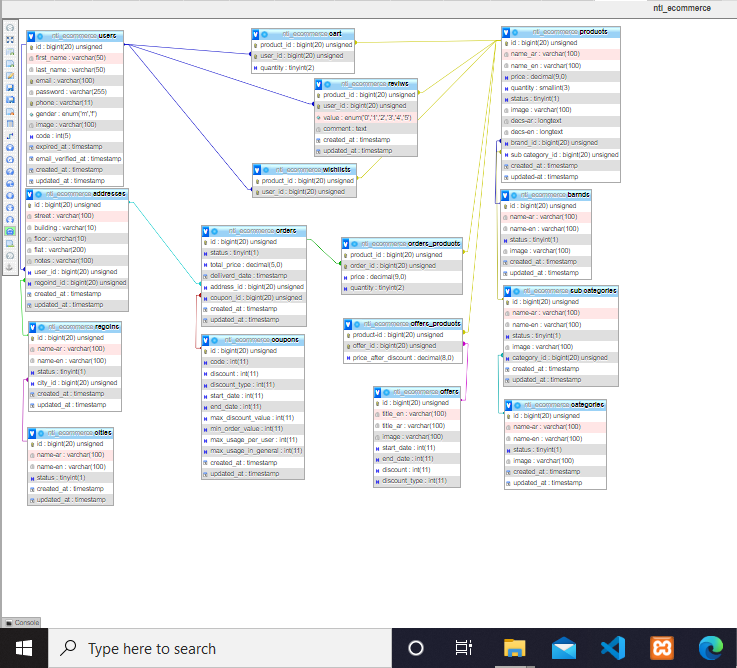 ntl_ecommerce
ntl_ecommerce users
id : bigint(20) unsigned
first_name : varchar(50)
last_name : varchar(50)
email : varchar(100)
password : varchar(255)
phone : varchar(11)
gender : enum('m','f')
image : varchar(100)
code : int(5)
expired_at : timestamp
email_verified_at : timestamp
created_at : timestamp
updated_at : timestamp
ntl_ecommerce addresses
id : bigint(20) unsigned
street : varchar(100)
building : varchar(10)
floor : varchar(10)
flat : varchar(200)
notes : varchar(100)
user_id : bigint(20) unsigned
regoind_id : bigint(20) unsigned
created_at : timestamp
updated_at : timestamp
ntl_ecommerce regoins
id : bigint(20) unsigned
name-ar : varchar(100)
name-en : varchar(100)
status : tinyint(1)
city_id : bigint(20) unsigned
created_at : timestamp
updated_at : timestamp
ntl_ecommerce cities
id : bigint(20) unsigned
name-ar : varchar(100)
name-en : varchar(100)
status : tinyint(1)
created_at : timestamp
updated_at : timestamp
ntl_ecommerce cart
product_id : bigint(20) unsigned
user_id : bigint(20) unsigned
quantity : tinyint(2)
ntl_ecommerce reviws
product_id : bigint(20) unsigned
user_id : bigint(20) unsigned
value : enum('0','1','2','3','4','5')
comment : text
created_at : timestamp
updated_at : timestamp
ntl_ecommerce wishlists
product_id : bigint(20) unsigned
user_id : bigint(20) unsigned
ntl_ecommerce orders
id : bigint(20) unsigned
status : tinyint(1)
total_price : decimal(5,0)
deliverd_date : timestamp
address_id : bigint(20) unsigned
coupon_id : bigint(20) unsigned
created_at : timestamp
updated_at : timestamp
ntl_ecommerce coupons
id : bigint(20) unsigned
code : int(11)
discount : int(11)
discount_type : int(11)
start_date : int(11)
end_date : int(11)
max_discount_value : int(11)
min_order_value : int(11)
max_usage_per_user : int(11)
max_usage_in_general : int(11)
created_at : timestamp
updated_at : timestamp
ntl_ecommerce orders_products
product_id : bigint(20) unsigned
order_id : bigint(20) unsigned
price : decimal(9,0)
quantity : tinyint(2)
ntl_ecommerce offers_products
product-id : bigint(20) unsigned
offer_id : bigint(20) unsigned
price_after_discount : decimal(8,0)
ntl_ecommerce offers
id : bigint(20) unsigned
title_en : varchar(100)
title_ar : varchar(100)
image : varchar(100)
start_date : int(11)
end_date : int(11)
discount : int(11)
discount_type : int(11)
ntl_ecommerce products
id : bigint(20) unsigned
name_ar : varchar(100)
name_en : varchar(100)
price : decimal(9,0)
quantity : smallint(3)
status : tinyint(1)
image : varchar(100)
decs-ar : longtext
decs-en : longtext
brand_id : bigint(20) unsigned
sub category_id : bigint(20) unsigned
created_at : timestamp
updated-at : timestamp
ntl_ecommerce barnds
id : bigint(20) unsigned
name-ar : varchar(100)
name-en : varchar(100)
status : tinyint(1)
image : varchar(100)
created_at : timestamp
updated_at : timestamp
ntl_ecommerce sub categories
id : bigint(20) unsigned
name-ar : varchar(100)
name-en : varchar(100)
status : tinyint(1)
image : varchar(100)
category_id : bigint(20) unsigned
created_at : timestamp
updated_at : timestamp
ntl_ecommerce categories
id : bigint(20) unsigned
name-ar : varchar(100)
name-en : varchar(100)
status : tinyint(1)
image : varchar(100)
created_at : timestamp
updated_at : timestamp
Console
Type here to search